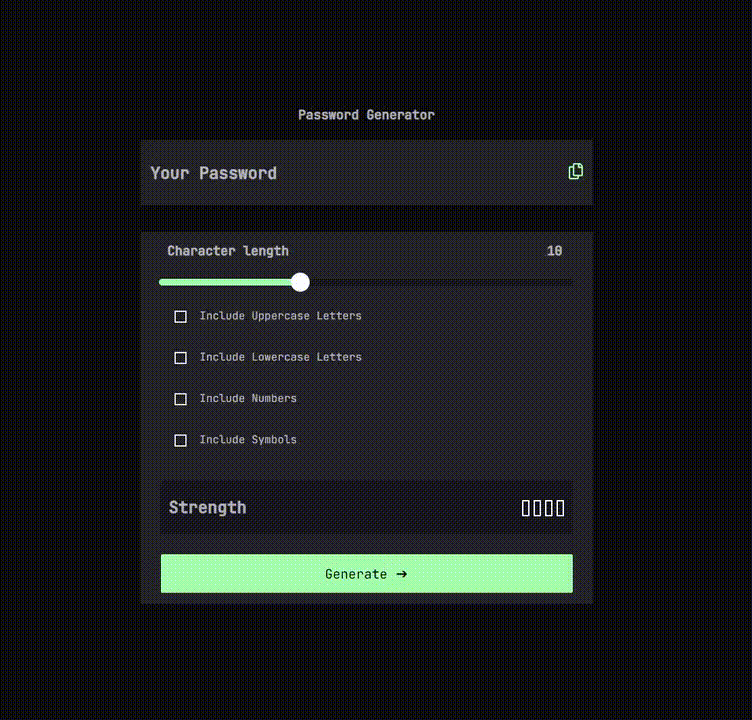 Password Generator
Your Password
Character length 10
Include Uppercase Letters
Include Lowercase Letters
Include Numbers
Include Symbols
Strength
Generate →